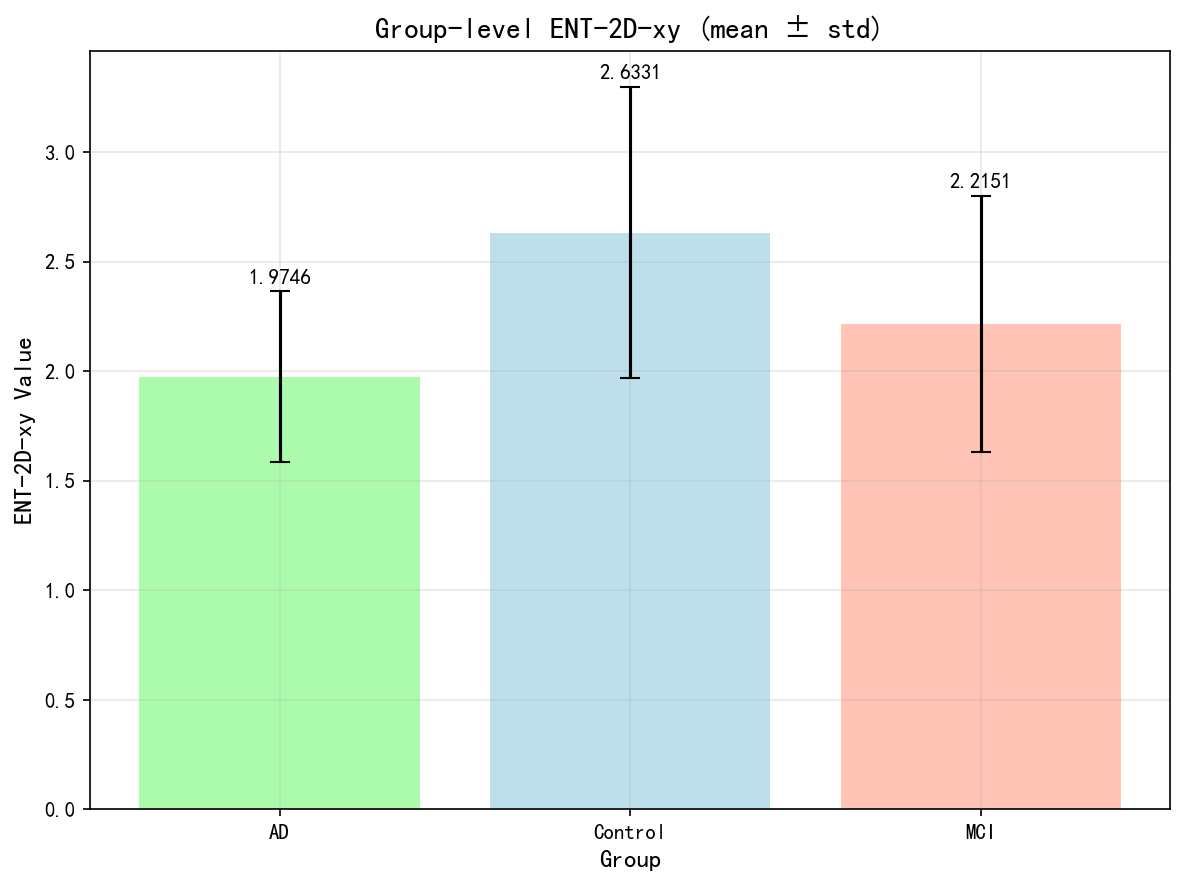 Group-level ENT-2D-xy (mean ± std)
2.6331
2.2151
1.9746
3.0
2.5
2.0
1.5
1.0
0.5
0.0
ENT-2D-xy Value
AD
Control
MCI
Group